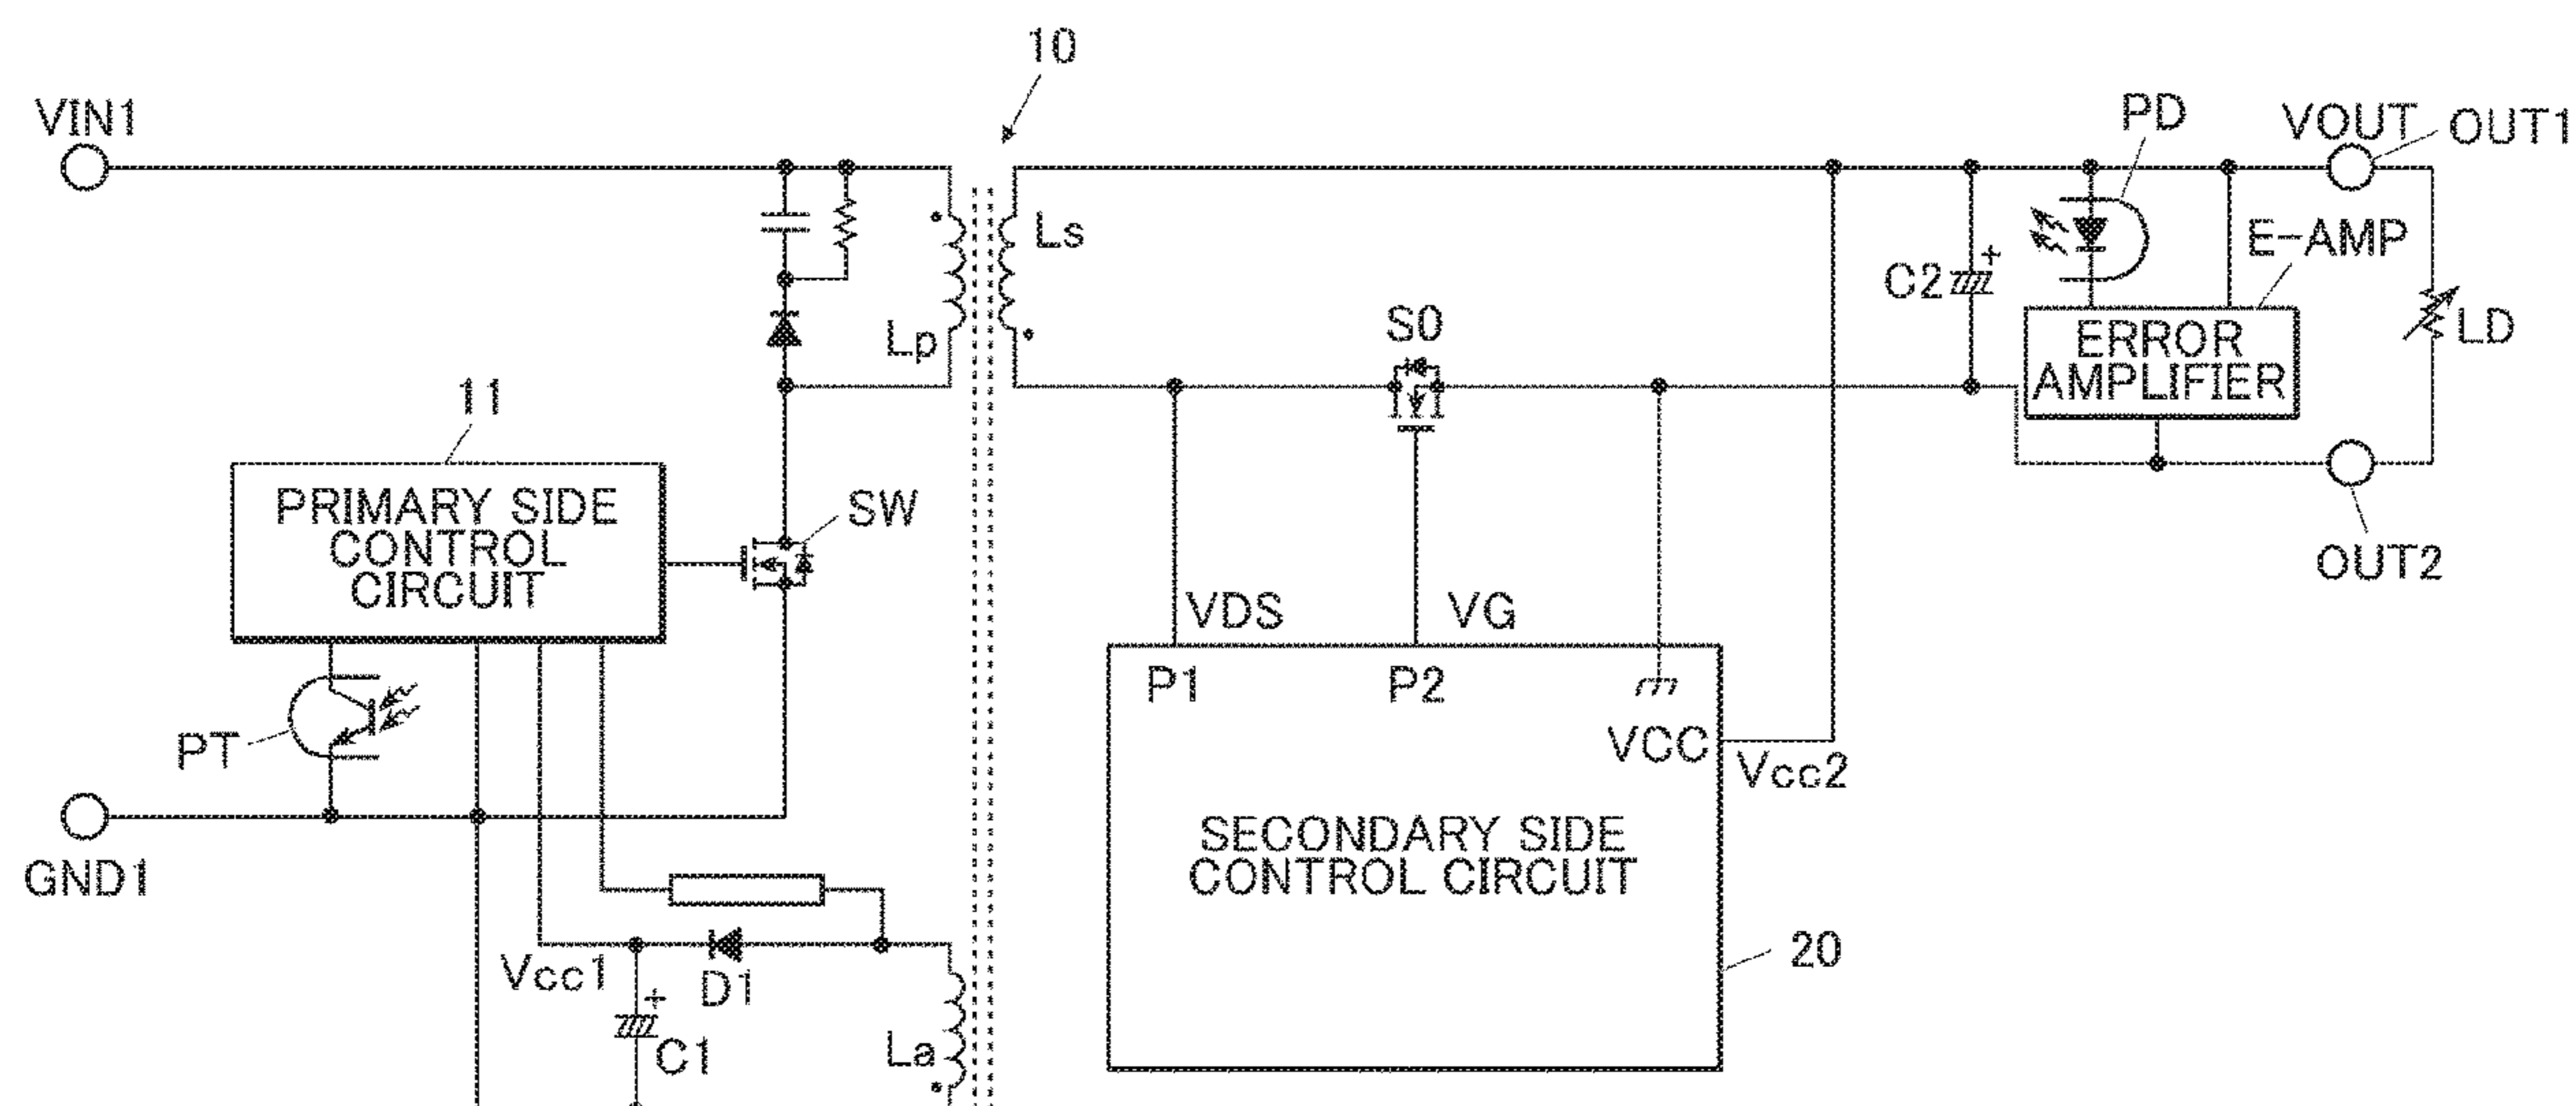 10
VIN1
PD
VOUT
OUT1
Ls
E-AMP
C2
+
S0
Lp
ERROR
AMPLIFIER
LD
11
PRIMARY SIDE
CONTROL
CIRCUIT
SW
OUT2
VDS
VG
P1
P2
PT
VCC
Vcc2
GND1
SECONDARY SIDE
CONTROL CIRCUIT
20
Vcc1
D1
+
C1
La